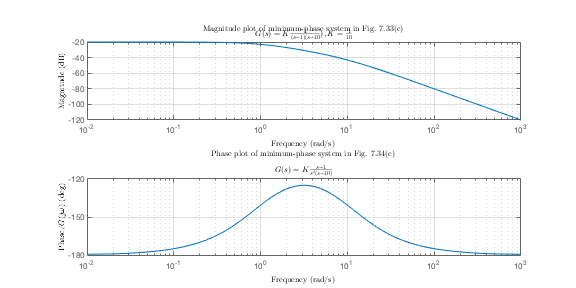 Magnitude plot of minimum-phase system in Fig. 7.33(c)
-20
-40
-60
-80
-100
-120
Magnitude (dB)
10^-2 10^-1 10^0 10^1 10^2 10^3
Frequency (rad/s)
Phase plot of minimum-phase system in Fig. 7.34(c)
G(s) = K (s+1)/(s²(s+10))
-120
-150
-180
Phase/G(jω) (deg)
10^-2 10^-1 10^0 10^1 10^2 10^3
Frequency (rad/s)